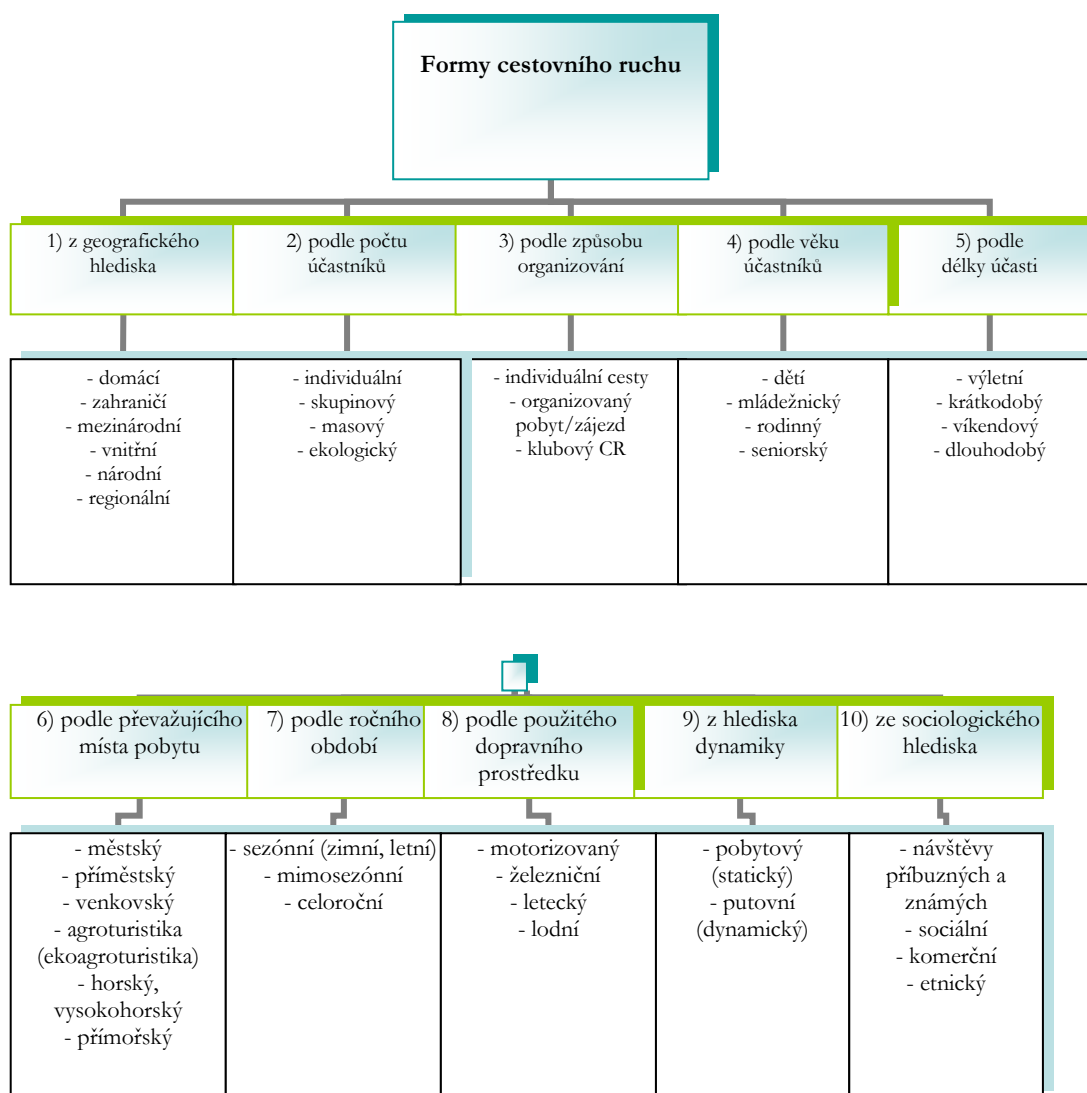 Formy cestovního ruchu
1) z geografického
hlediska
2) podle počtu
účastníků
3) podle způsobu
organizování
4) podle věku
účastníků
5) podle
délky účasti
- domácí
- zahraničí
- mezinárodní
- vnitřní
- národní
- regionální
- individuální
- skupinový
- masový
- ekologický
- individuální cesty
- organizovaný
pobyt/zájezd
- klubový CR
- dětí
- mládežnický
- rodinný
- seniorský
- výletní
- krátkodobý
- víkendový
- dlouhodobý
6) podle převažujícího
místa pobytu
7) podle ročního
období
8) podle použitého
dopravního
prostředku
9) z hlediska
dynamiky
10) ze sociologického
hlediska
- městský
- příměstský
- venkovský
- agroturistika
(ekoagroturistika)
- horský,
vysokohorský
- přímořský
- sezónní (zimní, letní)
- mimosezónní
- celoroční
- motorizovaný
- železniční
- letecký
- lodní
- pobytový
(statický)
- putovní
(dynamický)
- návštěvy
příbuzných a
známých
- sociální
- komerční
- etnický